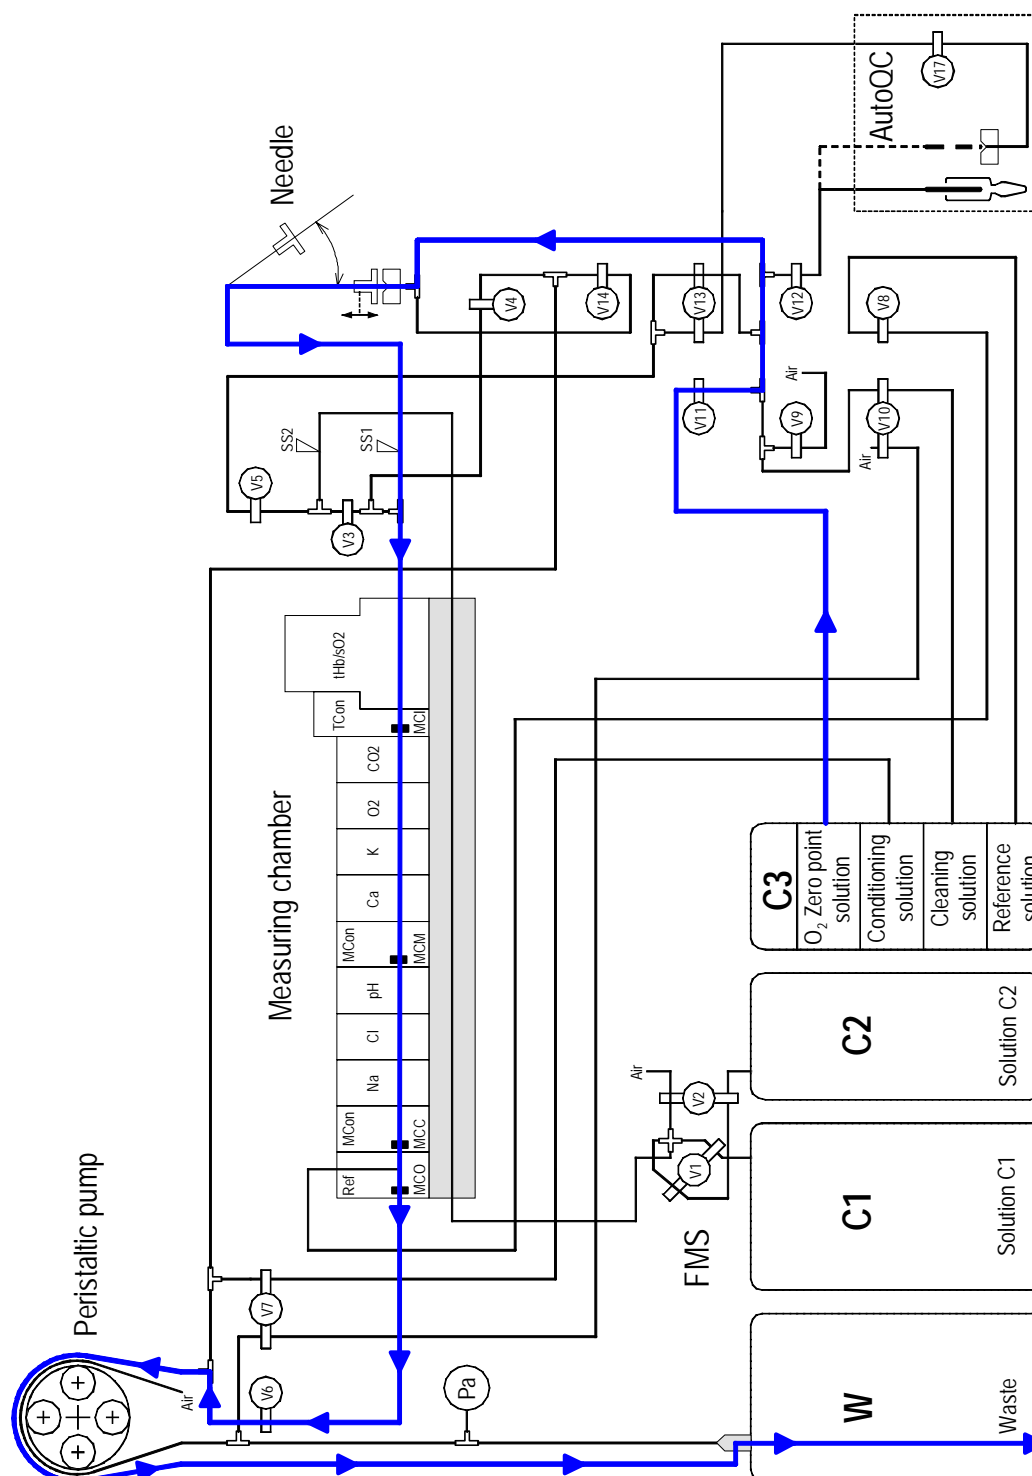 V17
AutoQC
Needle
V4
V14
V13
V12
V8
Air
V11
V9
V10
Air
SS2
SS1
V5
V3
tHb/sO2
TCon
MCI
CO2
O2
K
Ca
MCon
MCM
pH
Cl
Na
MCon
MCC
Ref
MCO
Measuring chamber
C3
O2 Zero point
solution
Conditioning
solution
Cleaning
solution
Reference
solution
C2
Solution C2
Air
V2
V1
FMS
C1
Solution C1
Peristaltic pump
V7
V6
Air
Pa
W
Waste